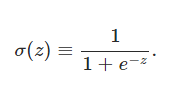 σ(z) ≡ 1 / (1 + e^{−z}).